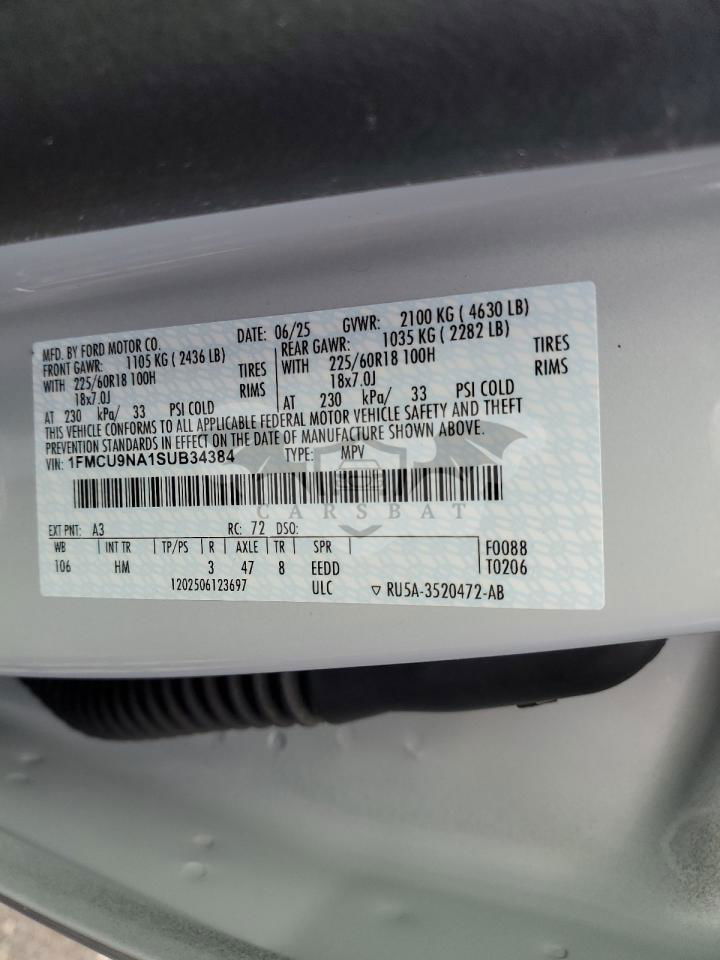 MFD. BY FORD MOTOR CO. DATE: 06/25 GVWR: 2100 KG ( 4630 LB)
FRONT GAWR: 1105 KG ( 2436 LB) REAR GAWR: 1035 KG ( 2282 LB)
WITH 225/60R18 100H TIRES WITH 225/60R18 100H TIRES
18x7.0J RIMS 18x7.0J RIMS
AT 230 kPa/ 33 PSI COLD AT 230 kPa/ 33 PSI COLD
THIS VEHICLE CONFORMS TO ALL APPLICABLE FEDERAL MOTOR VEHICLE SAFETY AND THEFT
PREVENTION STANDARDS IN EFFECT ON THE DATE OF MANUFACTURE SHOWN ABOVE.
VIN: 1FMCU9NA1SUB34384 TYPE: MPV
CARSBAT
EXT PNT: A3 RC: 72 DSO:
WB INT TR TP/PS R AXLE TR SPR F0088
106 HM 3 47 8 EEDD T0206
1202506123697 ULC ▽ RU5A-3520472-AB